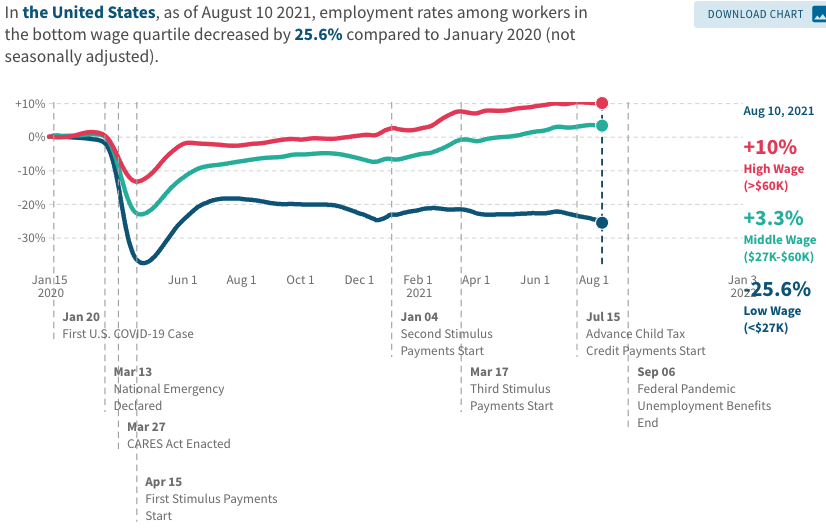 In the United States, as of August 10 2021, employment rates among workers in
the bottom wage quartile decreased by 25.6% compared to January 2020 (not
seasonally adjusted).
DOWNLOAD CHART
+10%
0%
-10%
-20%
-30%
Aug 10, 2021
+10%
High Wage
(>$60K)
+3.3%
Middle Wage
($27K-$60K)
-25.6%
Low Wage
(<$27K)
Jan 15
2020
Jun 1
Aug 1
Oct 1
Dec 1
Feb 1
2021
Apr 1
Jun 1
Aug 1
Jan 3
2022
Jan 20
First U.S. COVID-19 Case
Mar 13
National Emergency
Declared
Mar 27
CARES Act Enacted
Apr 15
First Stimulus Payments
Start
Jan 04
Second Stimulus
Payments Start
Mar 17
Third Stimulus
Payments Start
Jul 15
Advance Child Tax
Credit Payments Start
Sep 06
Federal Pandemic
Unemployment Benefits
End